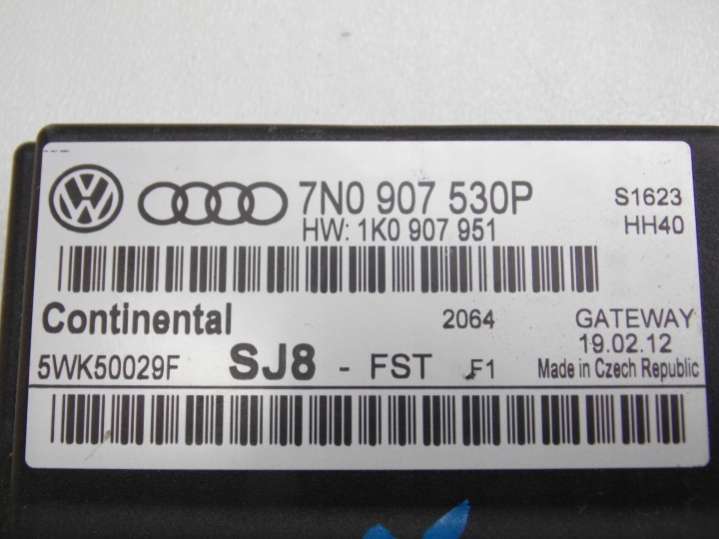 7N0 907 530P S1623
HW: 1K0 907 951 HH40
Continental 2064 GATEWAY
19.02.12
5WK50029F SJ8 - FST F1 Made in Czech Republic